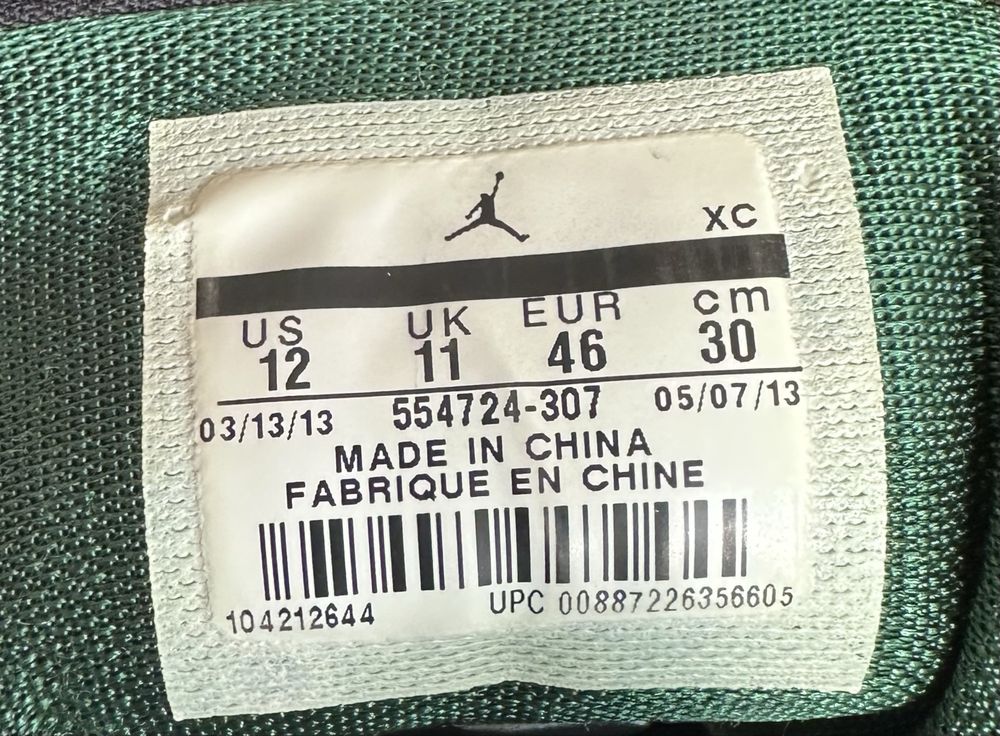 XC
US UK EUR cm
12 11 46 30
03/13/13 554724-307 05/07/13
MADE IN CHINA
FABRIQUE EN CHINE
104212644 UPC 00887226356605